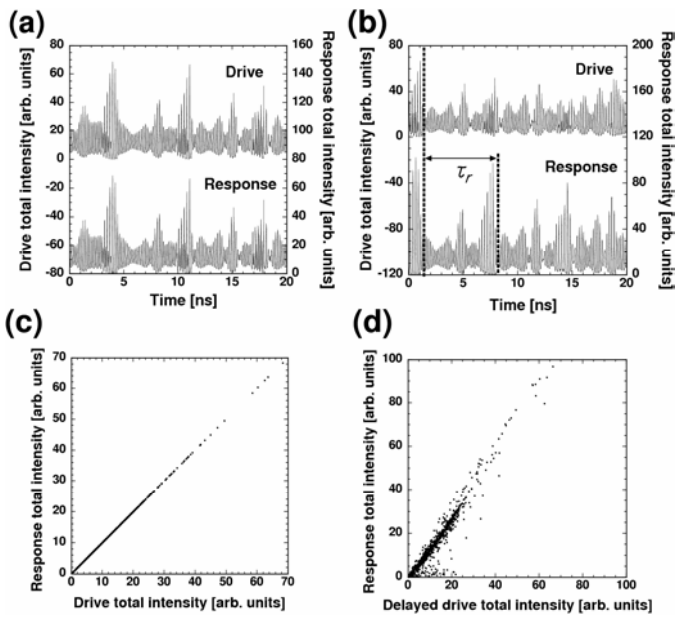 (a)
Drive total intensity [arb. units]
80
60
40
20
0
-20
-40
-60
-80
160
140
120
100
80
60
40
20
0
Response total intensity [arb. units]
Drive
Response
0 5 10 15 20
Time [ns]
(b)
Drive total intensity [arb. units]
80
40
0
-40
-80
-120
200
160
120
80
40
0
Response total intensity [arb. units]
Drive
τr
Response
0 5 10 15 20
Time [ns]
(c)
Response total intensity [arb. units]
70
60
50
40
30
20
10
0
0 10 20 30 40 50 60 70
Drive total intensity [arb. units]
(d)
Response total intensity [arb. units]
100
80
60
40
20
0
0 20 40 60 80 100
Delayed drive total intensity [arb. units]